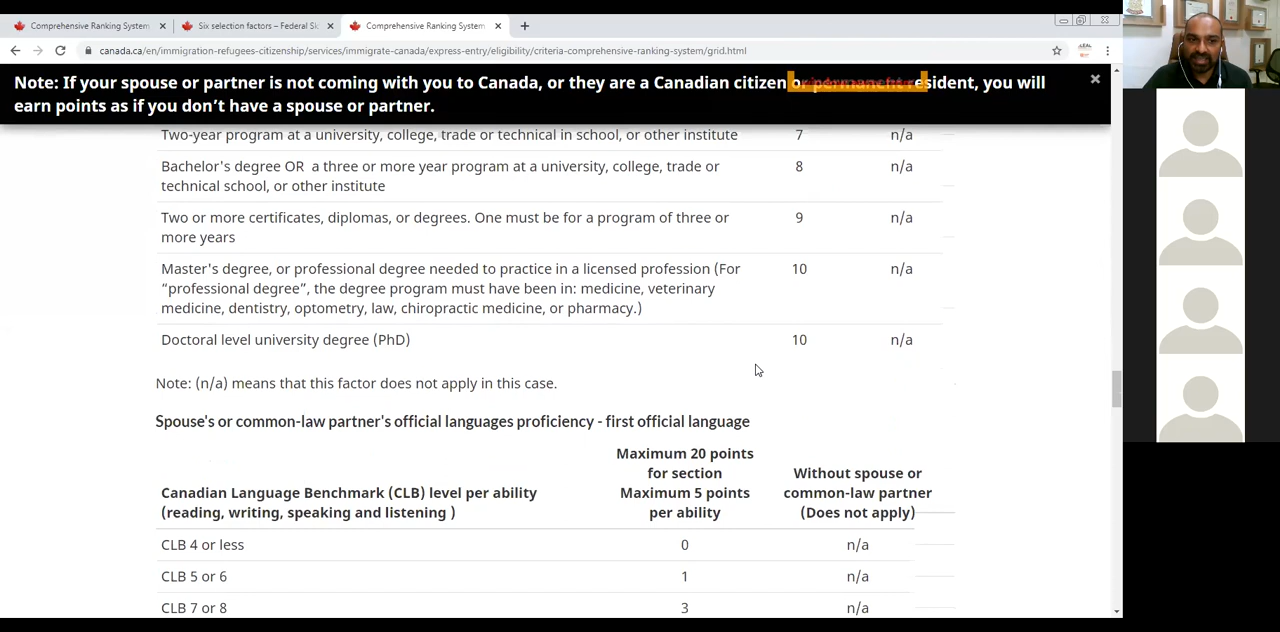 Comprehensive Ranking System
Six selection factors – Federal Sk
Comprehensive Ranking System
canada.ca/en/immigration-refugees-citizenship/services/immigrate-canada/express-entry/eligibility/criteria-comprehensive-ranking-system/grid.html
Note: If your spouse or partner is not coming with you to Canada, or they are a Canadian citizen or permanent resident, you will
earn points as if you don’t have a spouse or partner.
Two-year program at a university, college, trade or technical in school, or other institute 7 n/a
Bachelor's degree OR a three or more year program at a university, college, trade or 8 n/a
technical school, or other institute
Two or more certificates, diplomas, or degrees. One must be for a program of three or 9 n/a
more years
Master's degree, or professional degree needed to practice in a licensed profession (For 10 n/a
“professional degree”, the degree program must have been in: medicine, veterinary
medicine, dentistry, optometry, law, chiropractic medicine, or pharmacy.)
Doctoral level university degree (PhD) 10 n/a
Note: (n/a) means that this factor does not apply in this case.
Spouse's or common-law partner's official languages proficiency - first official language
Canadian Language Benchmark (CLB) level per ability
(reading, writing, speaking and listening )
Maximum 20 points
for section
Maximum 5 points
per ability
Without spouse or
common-law partner
(Does not apply)
CLB 4 or less 0 n/a
CLB 5 or 6 1 n/a
CLB 7 or 8 3 n/a